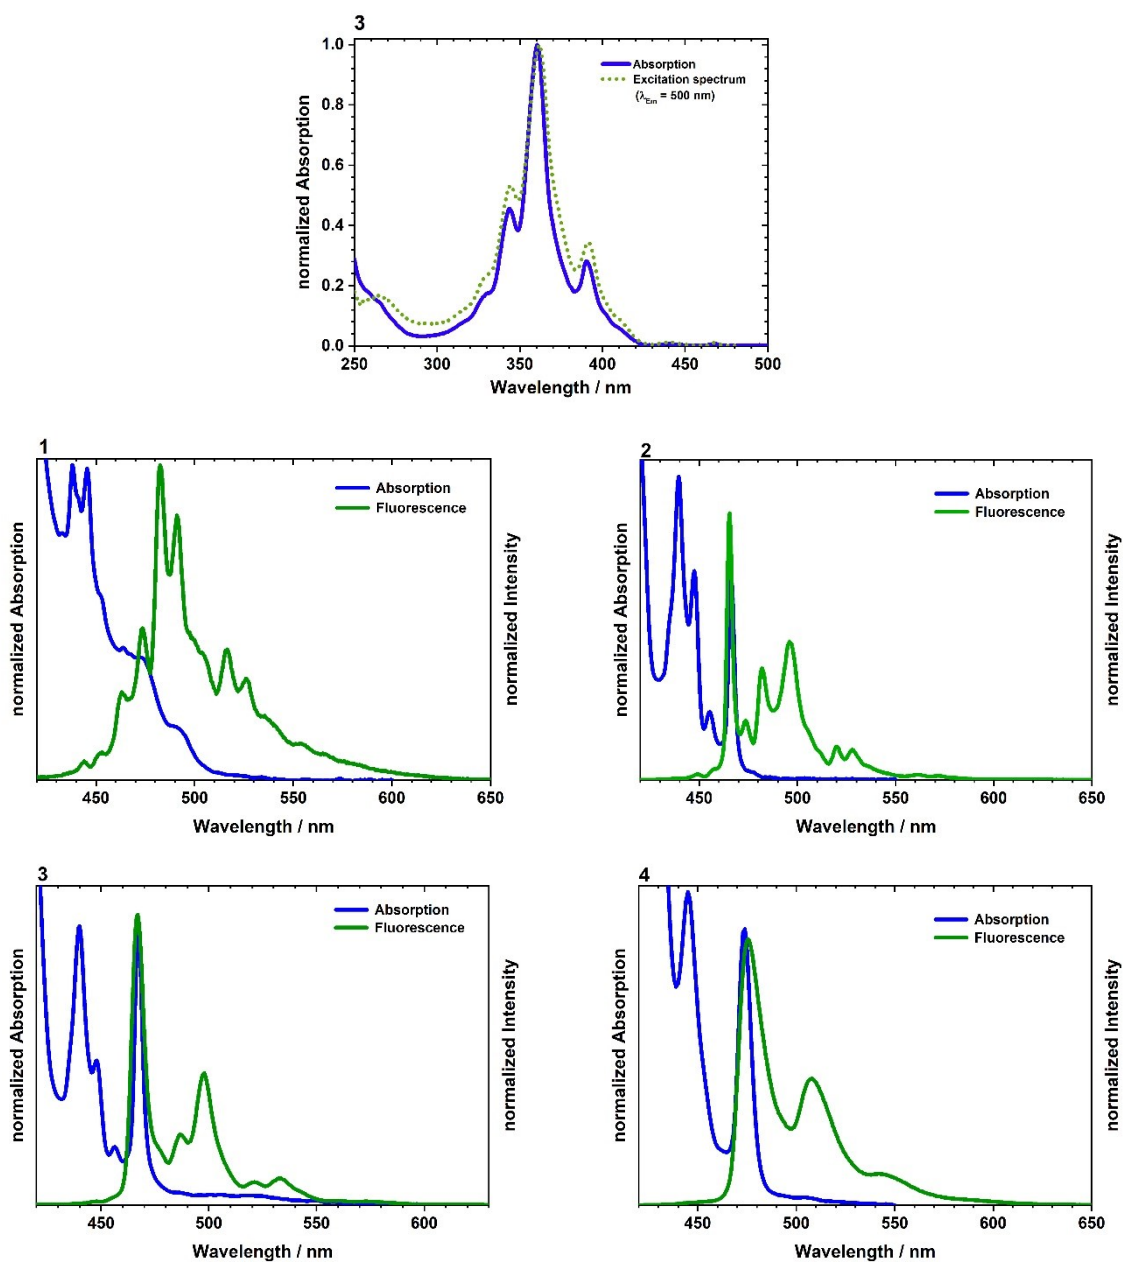 3
normalized Absorption
1.0
0.8
0.6
0.4
0.2
0.0
Absorption
Excitation spectrum
(λEm = 500 nm)
250 300 350 400 450 500
Wavelength / nm
1
normalized Absorption
Absorption
Fluorescence
normalized Intensity
450 500 550 600 650
Wavelength / nm
2
normalized Absorption
Absorption
Fluorescence
normalized Intensity
450 500 550 600 650
Wavelength / nm
3
normalized Absorption
Absorption
Fluorescence
normalized Intensity
450 500 550 600
Wavelength / nm
4
normalized Absorption
Absorption
Fluorescence
normalized Intensity
450 500 550 600 650
Wavelength / nm